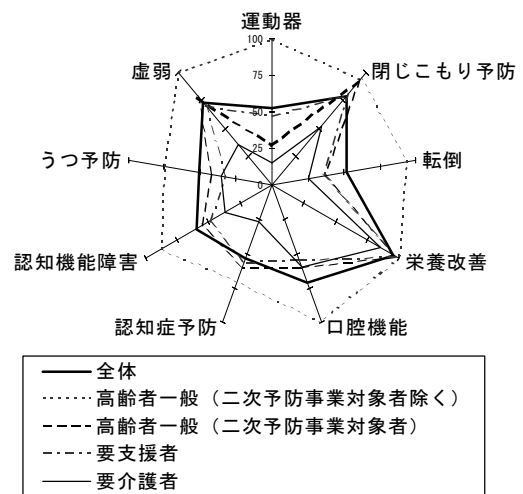 運動器
100
虚弱
閉じこもり予防
75
50
うつ予防
25
転倒
0
認知機能障害
栄養改善
認知症予防
口腔機能
全体
高齢者一般（二次予防事業対象者除く）
高齢者一般（二次予防事業対象者）
要支援者
要介護者